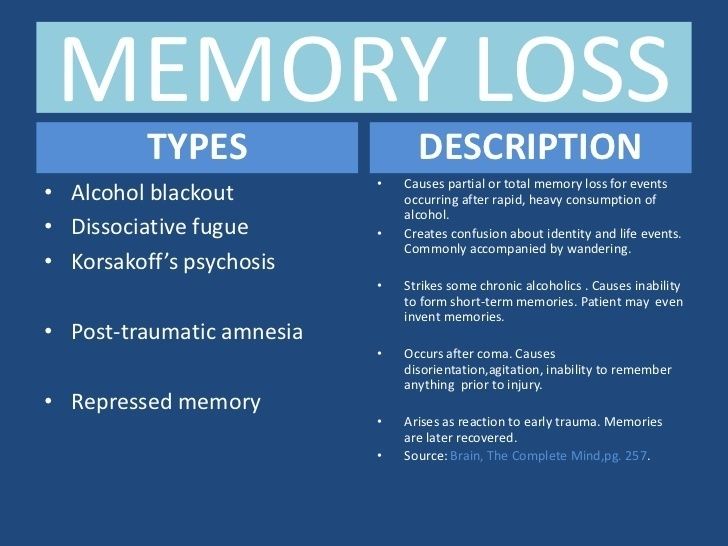 MEMORY LOSS
TYPES
• Alcohol blackout
• Dissociative fugue
• Korsakoff’s psychosis
• Post-traumatic amnesia
• Repressed memory
DESCRIPTION
• Causes partial or total memory loss for events
occurring after rapid, heavy consumption of
alcohol.
• Creates confusion about identity and life events.
Commonly accompanied by wandering.
• Strikes some chronic alcoholics . Causes inability
to form short-term memories. Patient may even
invent memories.
• Occurs after coma. Causes
disorientation,agitation, inability to remember
anything prior to injury.
• Arises as reaction to early trauma. Memories
are later recovered.
• Source: Brain, The Complete Mind,pg. 257.